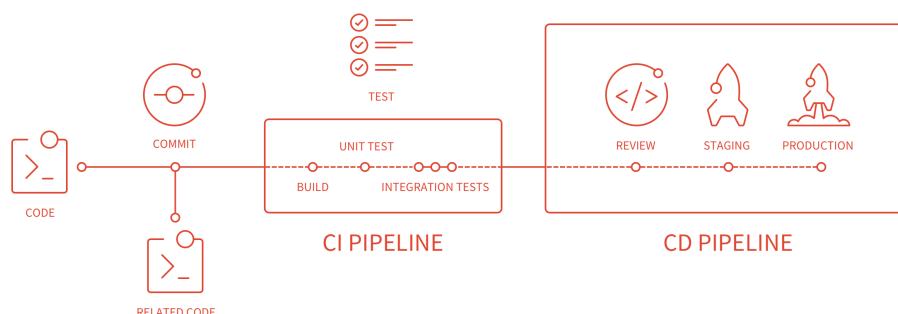 TEST
COMMIT
UNIT TEST
REVIEW
STAGING
PRODUCTION
BUILD
INTEGRATION TESTS
CODE
CI PIPELINE
CD PIPELINE
RELATED CODE